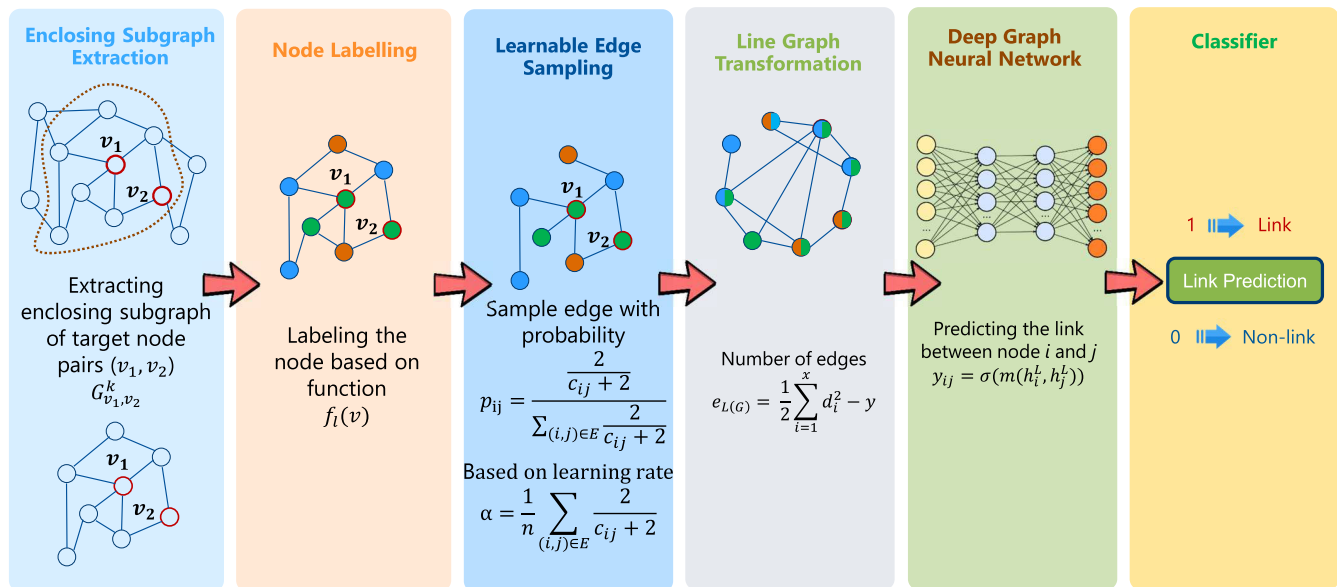 Enclosing Subgraph
Extraction
v₁
v₂
Extracting
enclosing subgraph
of target node
pairs (v₁, v₂)
G^k_{v₁,v₂}
v₁
v₂
Node Labelling
v₁
v₂
Labeling the
node based on
function
f_l(v)
Learnable Edge
Sampling
v₁
v₂
Sample edge with
probability
p_ij = (2 / (c_ij + 2)) / (∑_{(i,j)∈E} 2 / (c_ij + 2))
Based on learning rate
α = (1/n) ∑_{(i,j)∈E} 2 / (c_ij + 2)
Line Graph
Transformation
Number of edges
e_{L(G)} = (1/2) ∑_{i=1}^{x} d_i^2 − y
Deep Graph
Neural Network
... ... ... ...
Predicting the link
between node i and j
y_ij = σ(m(h_i^L, h_j^L))
Classifier
1 Link
Link Prediction
0 Non-link